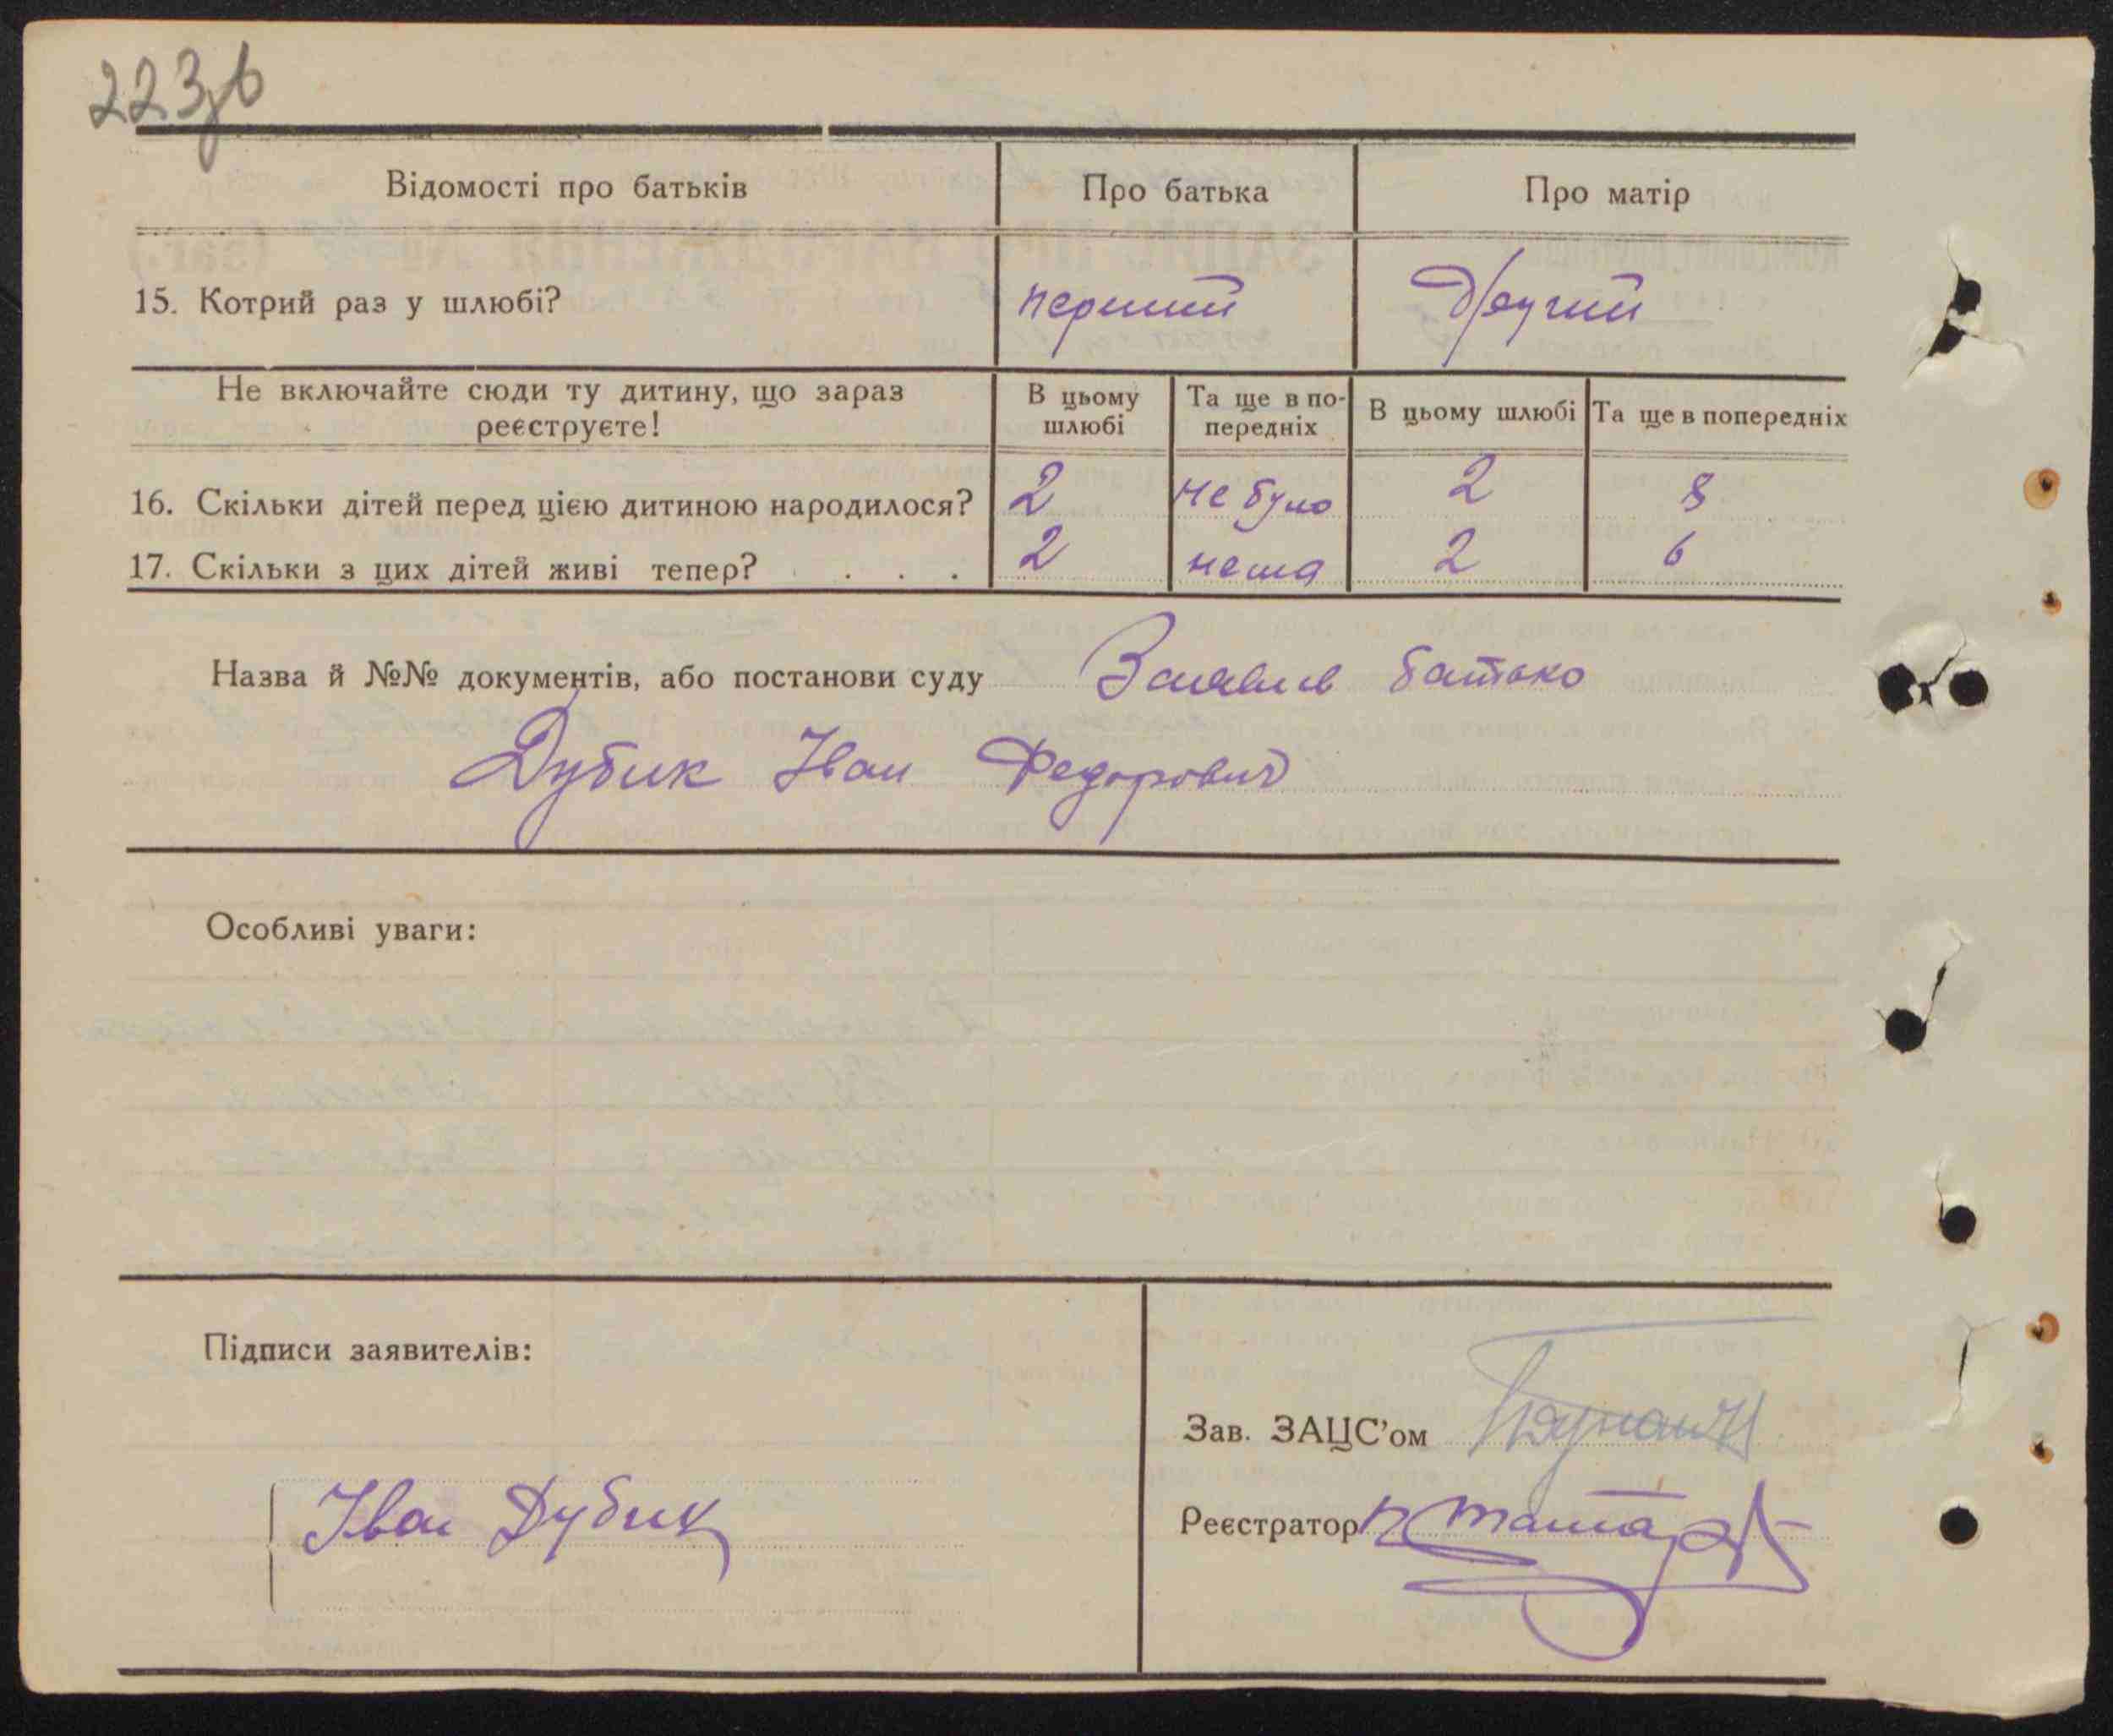 223
Відомості про батьків Про батька Про матір
15. Котрий раз у шлюбі? перший другий
Не включайте сюди ту дитину, що зараз реєструєте!
В цьому шлюбі Та ще в попередніх В цьому шлюбі Та ще в попередніх
16. Скільки дітей перед цією дитиною народилося? 2 не було 2 8
17. Скільки з цих дітей живі тепер? . . . 2 нема 2 6
Назва й №№ документів, або постанови суду Заявив батько
Дубик Іван Федорович
Особливі уваги:
Підписи заявителів:
Зав. ЗАЦС’ом
Іван Дубик
Реєстратор